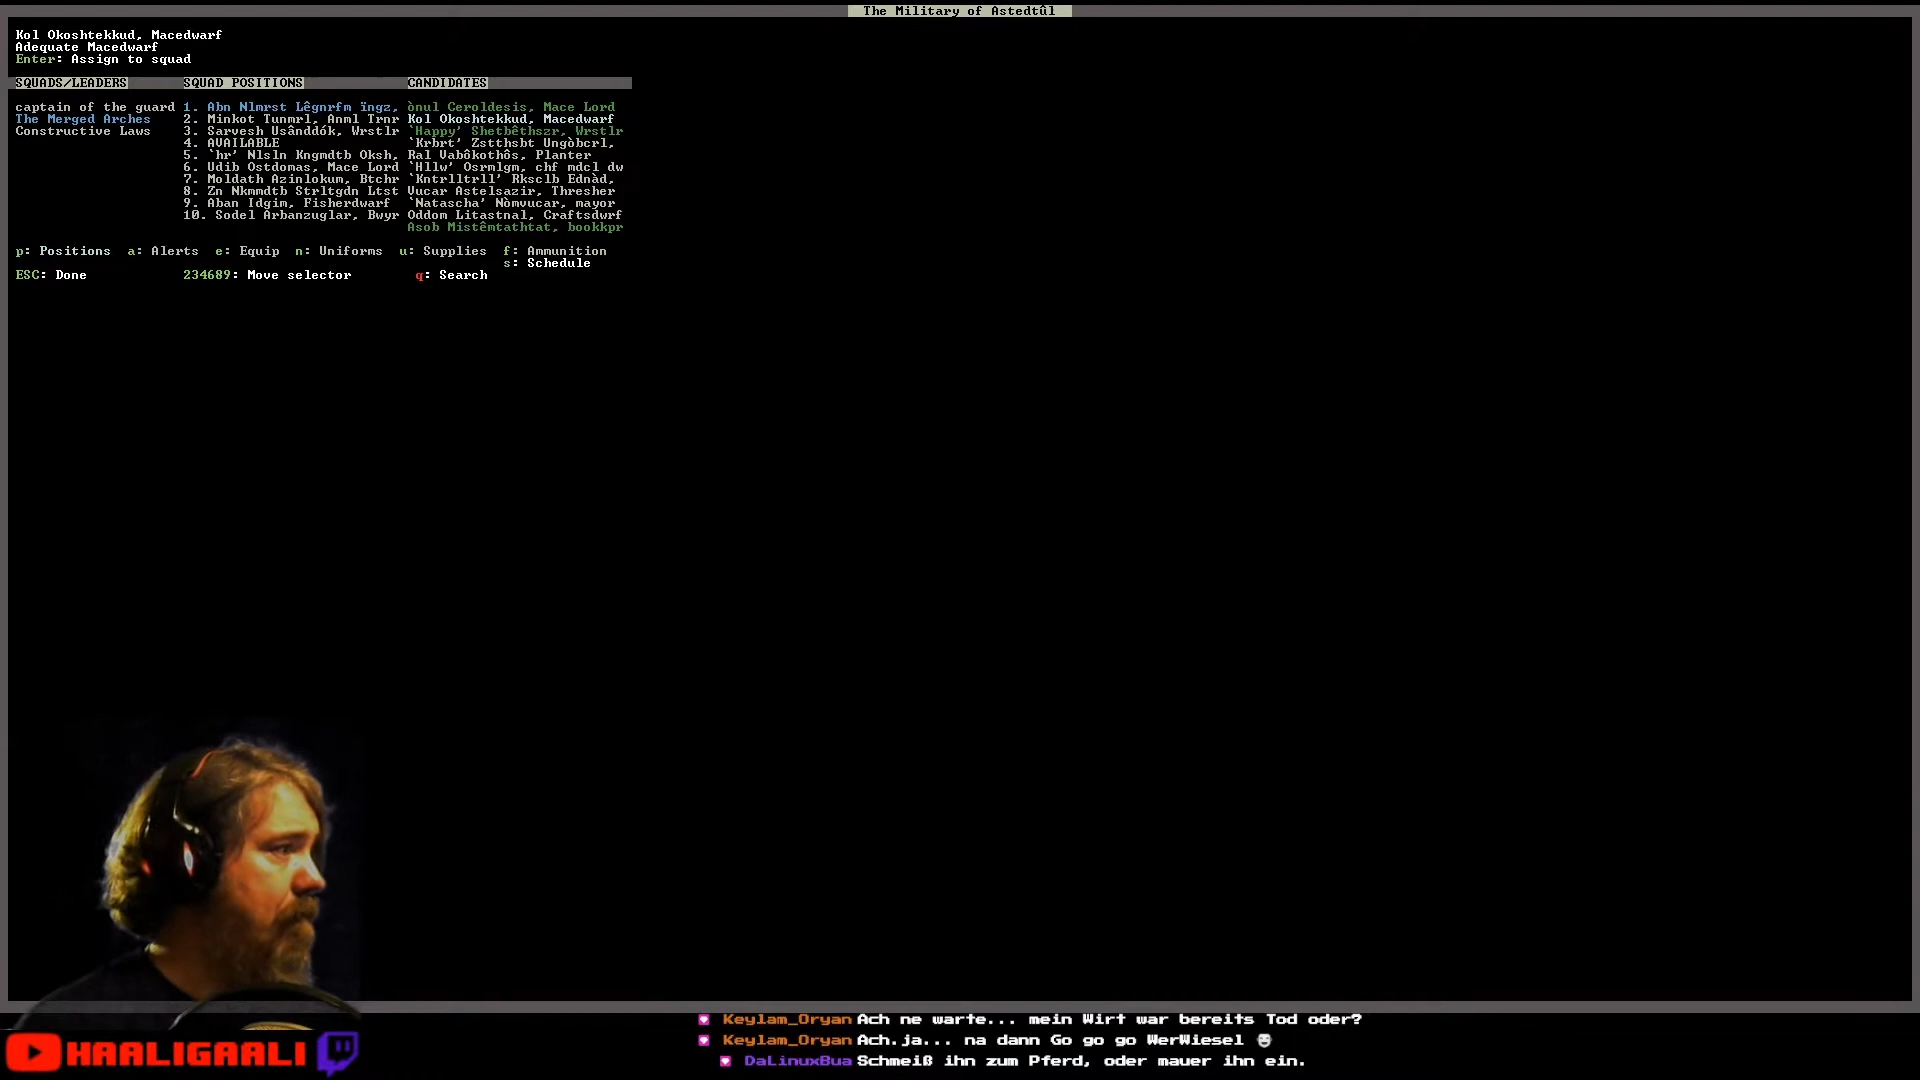 The Military of Astedtûl
Kol Okoshtekkud, Macedwarf
Adequate Macedwarf
Enter: Assign to squad
SQUADS/LEADERS SQUAD POSITIONS CANDIDATES
captain of the guard 1. Abn Nlmrst Lêgnrfm ïngz, ònul Ceroldesis, Mace Lord
The Merged Arches 2. Minkot Tunmrl, Anml Trnr Kol Okoshtekkud, Macedwarf
Constructive Laws 3. Sarvesh Usânddók, Wrstlr `Happy' Shetbêthszr, Wrstlr
4. AVAILABLE `Krbrt' Zstthsbt Ungòbcrl,
5. `hr' Nlsln Kngmdtb Oksh, Ral Vabôkothôs, Planter
6. Udib Ostdomas, Mace Lord `Hllw' Osrmlgm, chf mdcl dw
7. Moldath Azinlokum, Btchr `Kntrlltrll' Rksclb Ednàd,
8. Zn Nkmmdtb Strltgdn Ltst Vucar Astelsazir, Thresher
9. Aban Idgim, Fisherdwarf `Natascha' Nòmvucar, mayor
10. Sodel Arbanzuglar, Bwyr Oddom Litastnal, Craftsdwrf
Asob Mistêmtathtat, bookkpr
p: Positions a: Alerts e: Equip n: Uniforms u: Supplies f: Ammunition
s: Schedule
ESC: Done 234689: Move selector q: Search
Keylam_Oryan Ach ne warte... mein Wirt war bereits Tod oder?
Keylam_Oryan Ach.ja... na dann Go go go WerWiesel
DaLinuxBua Schmeiß ihn zum Pferd, oder mauer ihn ein.
HAALIGAALI